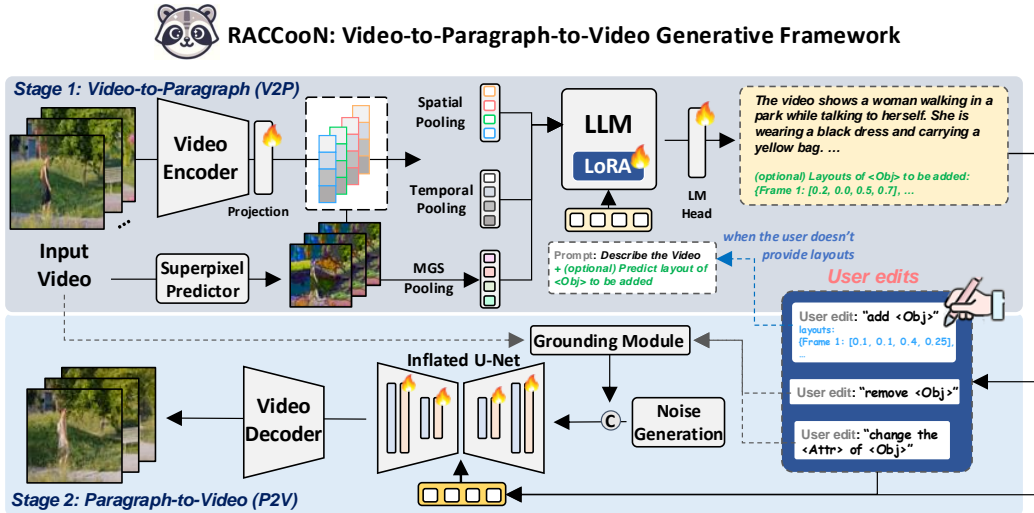 RACCooN: Video-to-Paragraph-to-Video Generative Framework
Stage 1: Video-to-Paragraph (V2P)
Video
Encoder
Projection
Spatial
Pooling
Temporal
Pooling
LLM
LoRA
LM
Head
The video shows a woman walking in a
park while talking to herself. She is
wearing a black dress and carrying a
yellow bag. ...
(optional) Layouts of <Obj> to be added:
{Frame 1: [0.2, 0.0, 0.5, 0.7], ...
...
Input
Video
Superpixel
Predictor
MGS
Pooling
Prompt: Describe the Video
+ (optional) Predict layout of
<Obj> to be added
when the user doesn't
provide layouts
User edits
User edit: "add <Obj>"
layouts:
{Frame 1: [0.1, 0.1, 0.4, 0.25],
...
User edit: "remove <Obj>"
User edit: "change the
<Attr> of <Obj>"
Grounding Module
Inflated U-Net
Video
Decoder
C
Noise
Generation
Stage 2: Paragraph-to-Video (P2V)